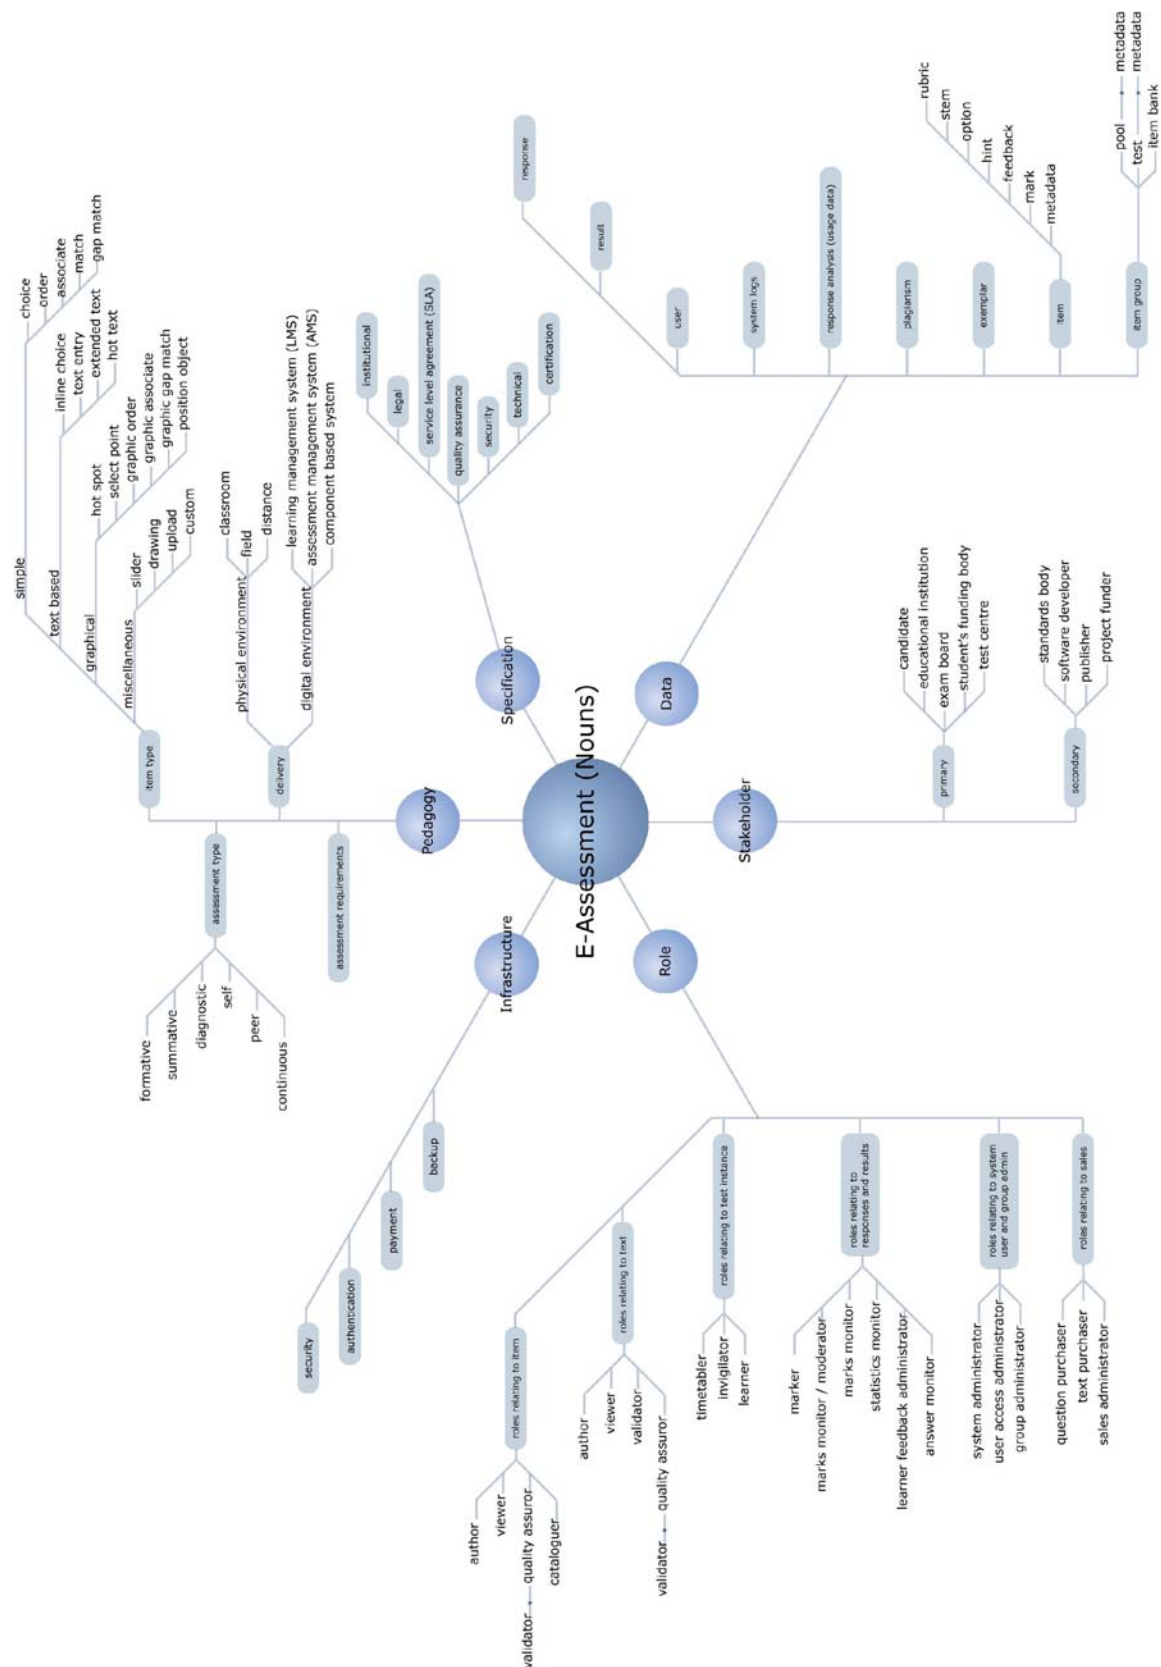 E-Assessment (Nouns)
Pedagogy
item type
simple
choice
order
associate
match
gap match
text based
inline choice
text entry
extended text
hot text
graphical
hot spot
select point
graphic order
graphic associate
graphic gap match
position object
miscellaneous
slider
drawing
upload
custom
assessment type
formative
summative
diagnostic
self
peer
continuous
delivery
physical environment
classroom
field
distance
digital environment
learning management system (LMS)
assessment management system (AMS)
component based system
assessment requirements
Specification
institutional
legal
service level agreement (SLA)
quality assurance
security
technical
certification
Data
response
result
user
system logs
response analysis (usage data)
plagiarism
exemplar
item
rubric
stem
option
hint
feedback
mark
metadata
item group
pool
metadata
test
metadata
item bank
Stakeholder
primary
candidate
educational institution
exam board
student's funding body
test centre
secondary
standards body
software developer
publisher
project funder
Role
roles relating to item
author
viewer
quality assuror
validator
cataloguer
roles relating to text
author
viewer
validator
quality assuror
validator
roles relating to test instance
timetabler
invigilator
learner
roles relating to
responses and results
marker
marks monitor / moderator
marks monitor
statistics monitor
learner feedback administrator
answer monitor
roles relating to system
user and group admin
system administrator
user access administrator
group administrator
roles relating to sales
question purchaser
text purchaser
sales administrator
Infrastructure
security
authentication
payment
backup